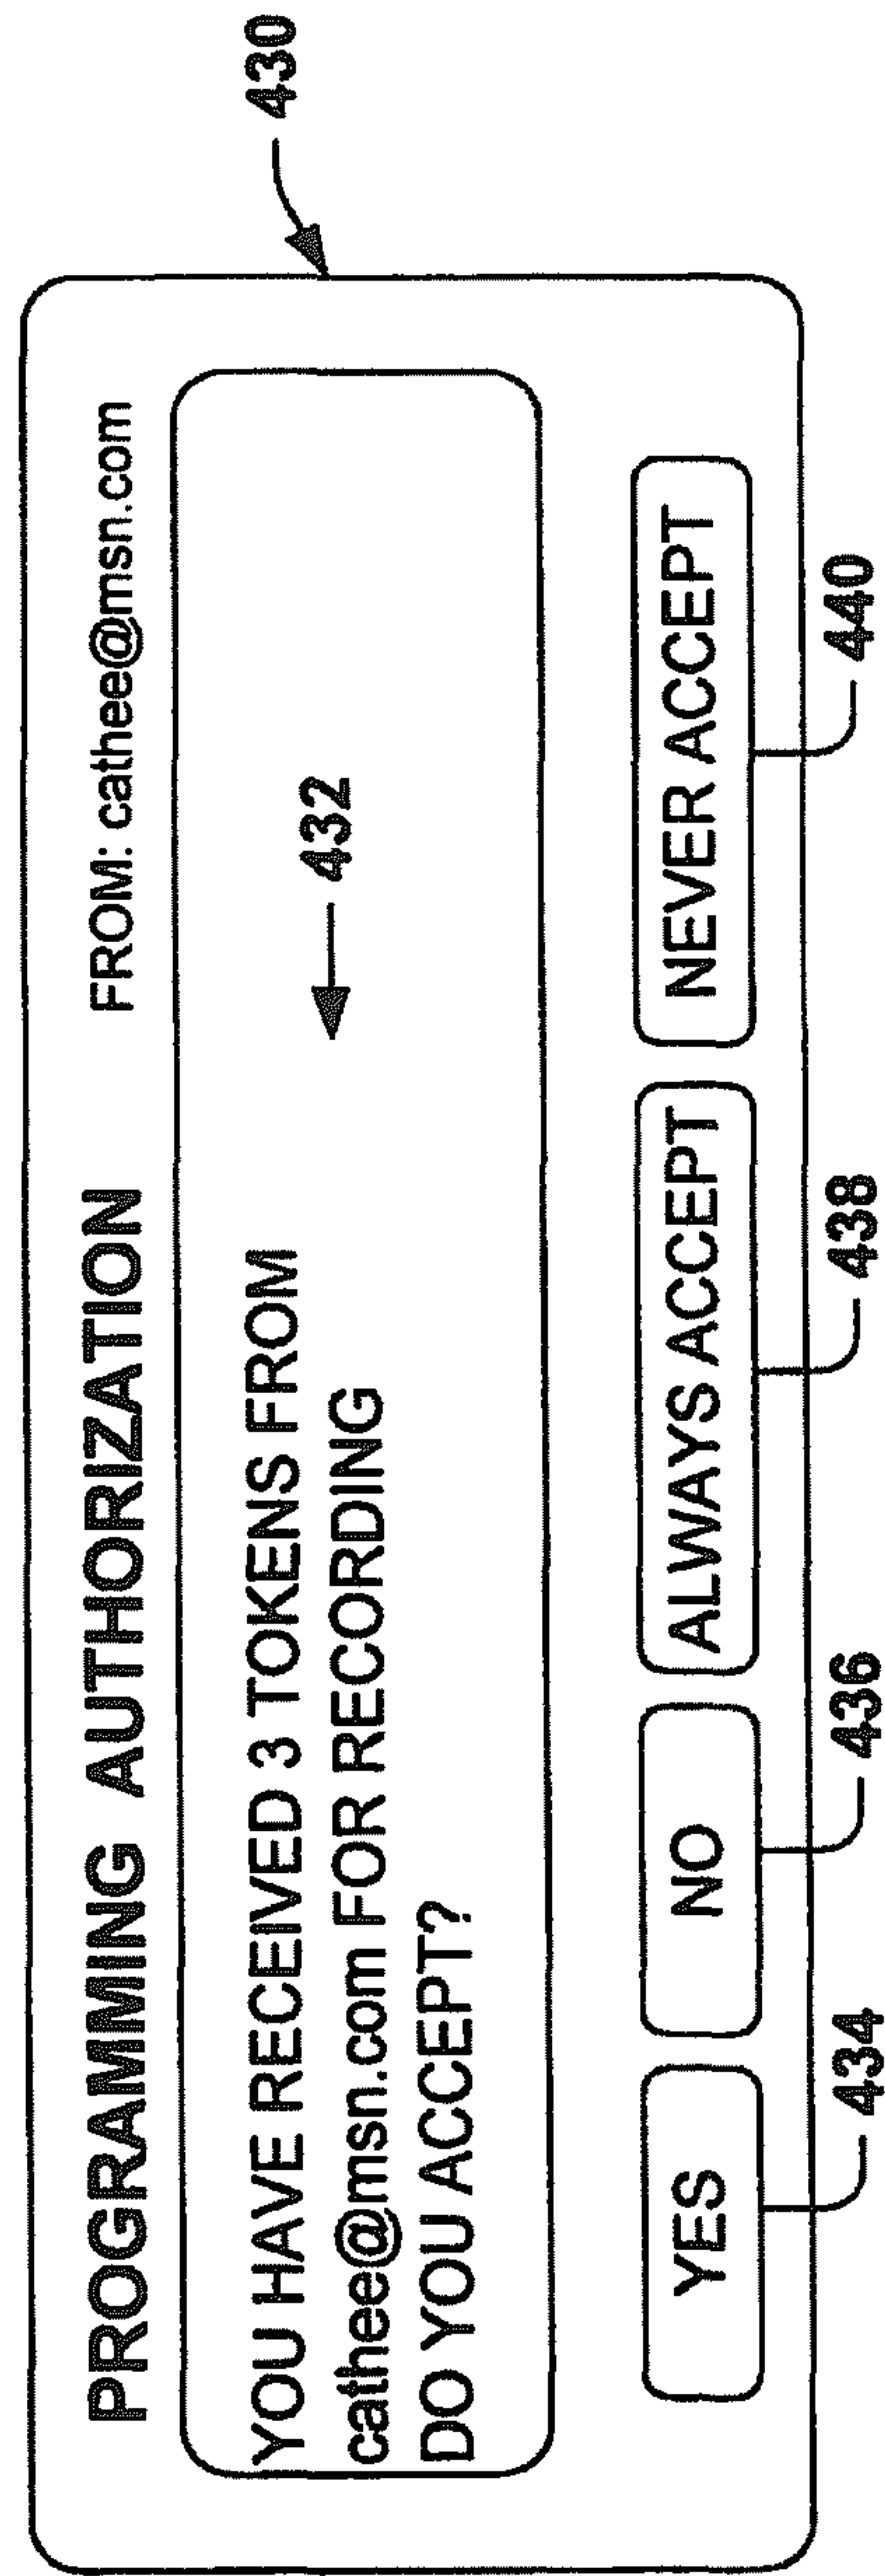 430
PROGRAMMING AUTHORIZATION FROM: cathee@msn.com
YOU HAVE RECEIVED 3 TOKENS FROM
cathee@msn.com FOR RECORDING
DO YOU ACCEPT?
432
YES NO ALWAYS ACCEPT NEVER ACCEPT
434 436 438 440